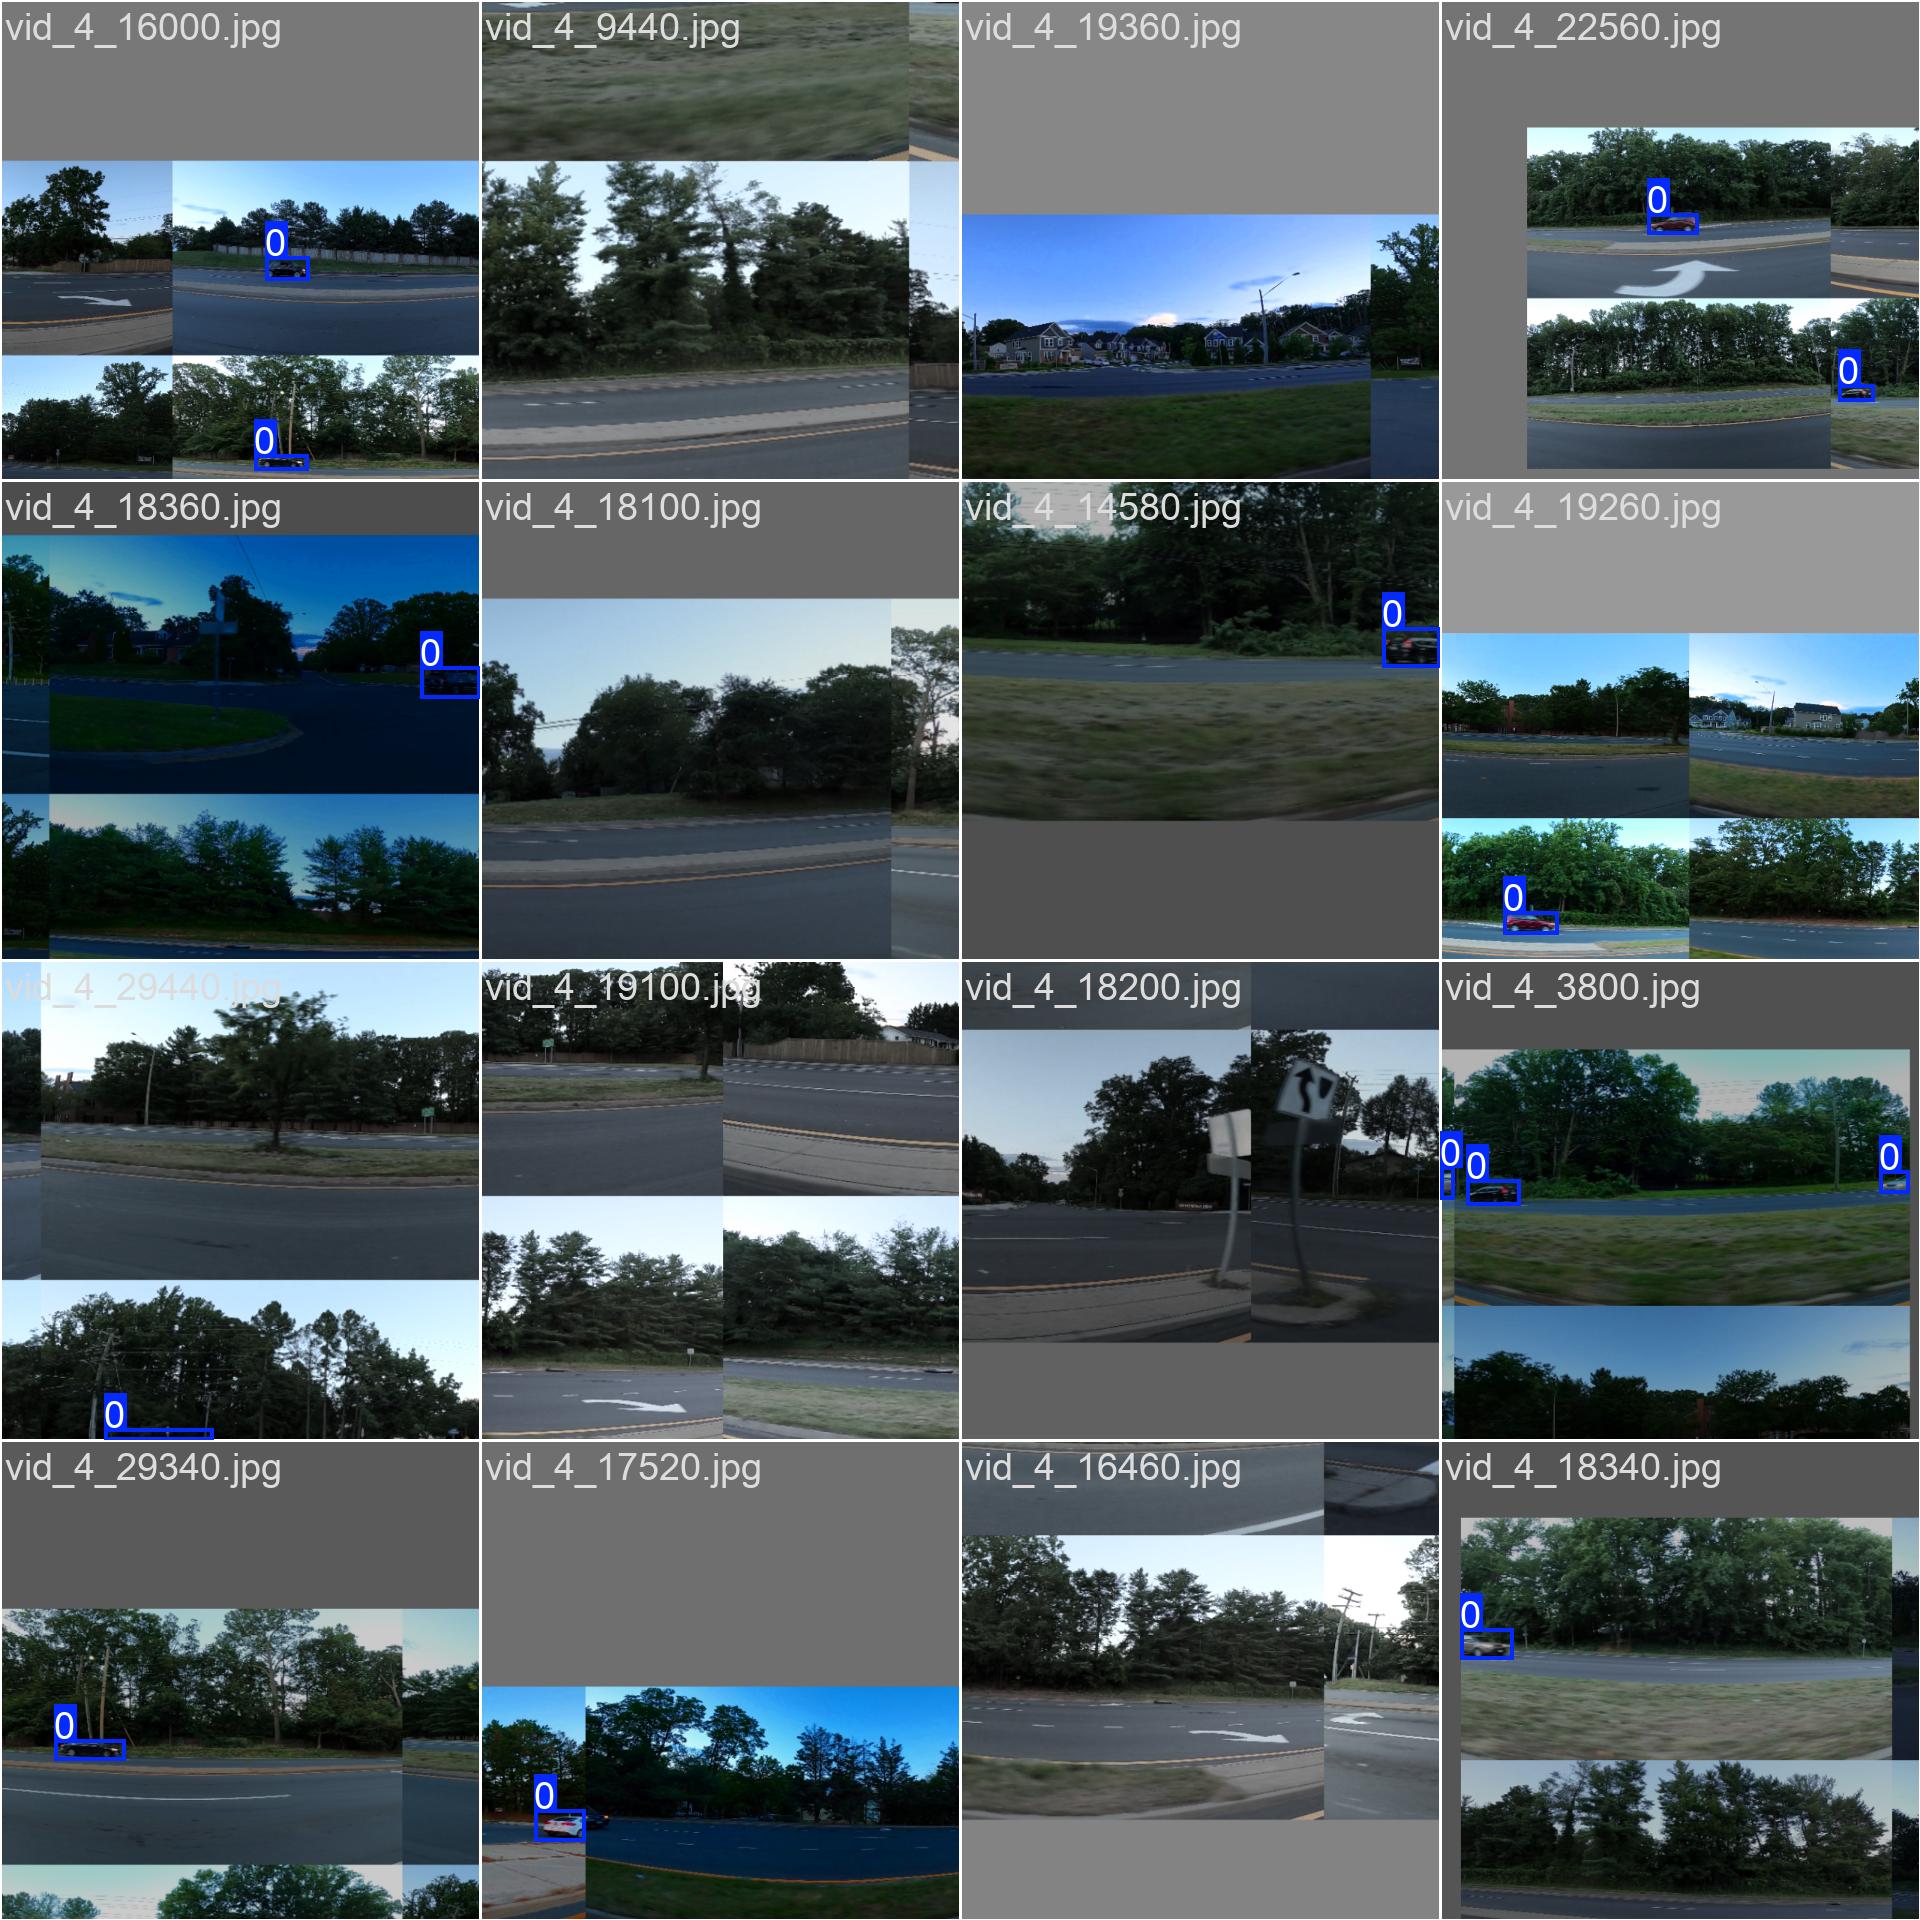 vid_4_16000.jpg
vid_4_9440.jpg
vid_4_19360.jpg
vid_4_22560.jpg
0
0
0
0
vid_4_18360.jpg
vid_4_18100.jpg
vid_4_14580.jpg
vid_4_19260.jpg
0
0
0
vid_4_29440.jpg
vid_4_19100.jpg
vid_4_18200.jpg
vid_4_3800.jpg
0
0
0
0
vid_4_29340.jpg
vid_4_17520.jpg
vid_4_16460.jpg
vid_4_18340.jpg
0
0
0